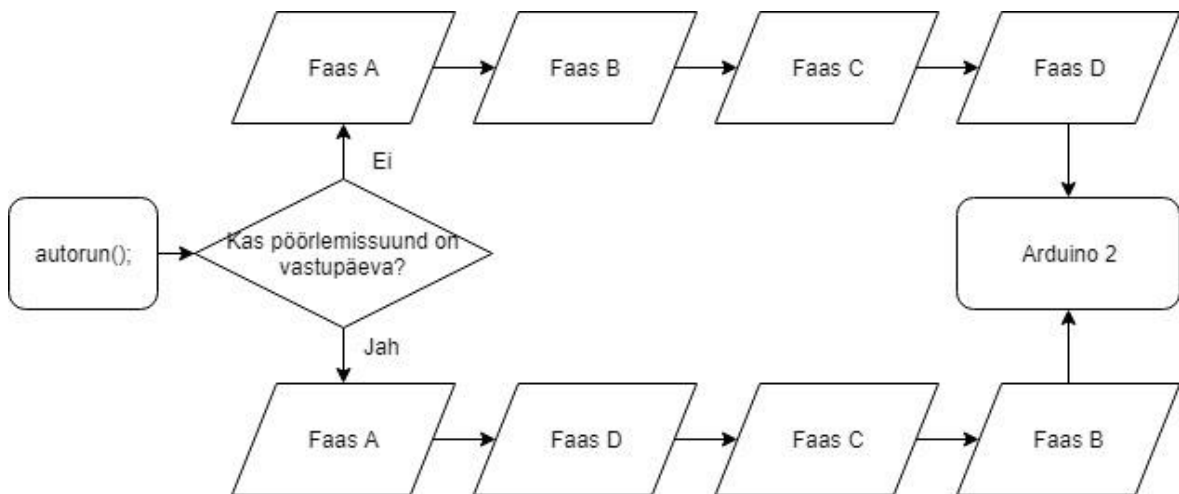 Faas A
Faas B
Faas C
Faas D
Ei
autorun();
Kas pöörlemissuund on
vastupäeva?
Arduino 2
Jah
Faas A
Faas D
Faas C
Faas B